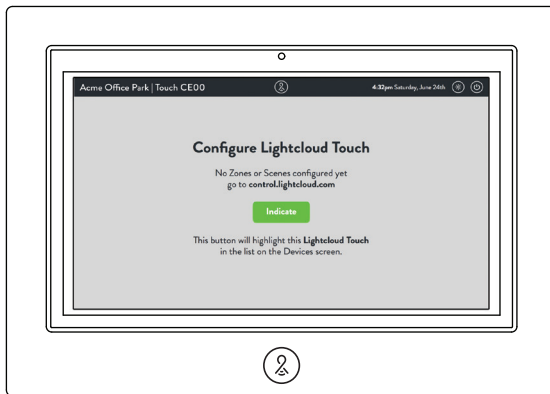 Acme Office Park | Touch CE00
4:32pm Saturday, June 24th
Configure Lightcloud Touch
No Zones or Scenes configured yet
go to control.lightcloud.com
Indicate
This button will highlight this Lightcloud Touch
in the list on the Devices screen.